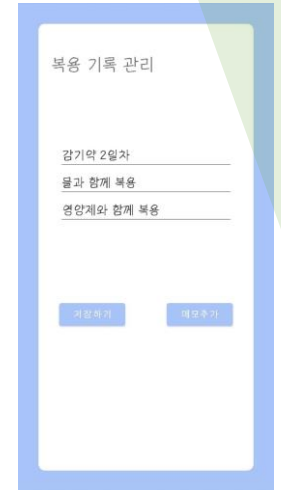 복용 기록 관리
감기약 2일차
물과 함께 복용
영양제와 함께 복용
저장하기
메모추가